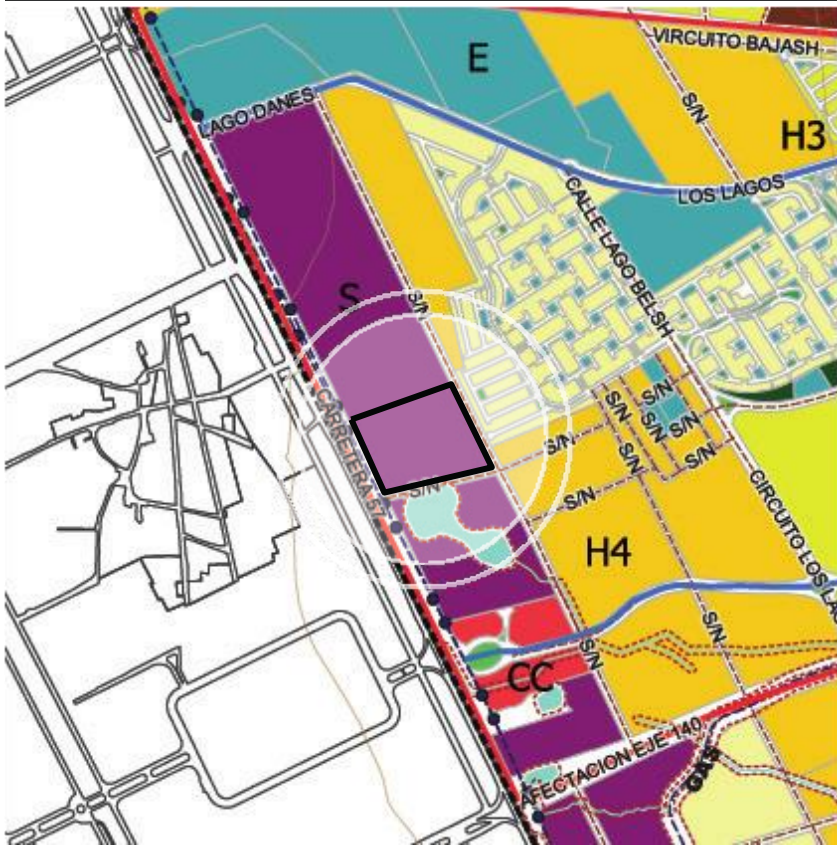 E
VIRCUITO BAJASH
LAGO DANES
S/N
H3
LOS LAGOS
CALLE LAGO BELSH
S
S/N
CARRETERA 57
S/N
S/N
S/N
S/N
S/N
S/N
S/N
S/N
S/N
CIRCUITO LOS LA
H4
S/N
S/N
CC
AFECTACION EJE 140
GAS